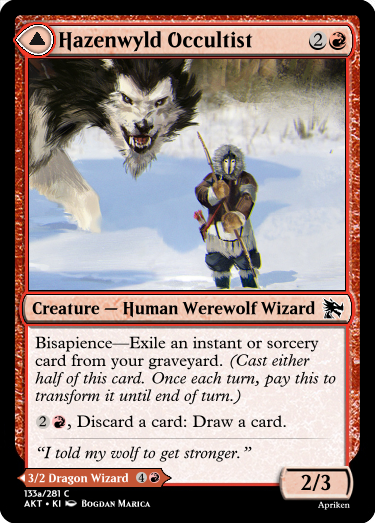 Hazenwyld Occultist 2
Creature — Human Werewolf Wizard
Bisapience—Exile an instant or sorcery
card from your graveyard. (Cast either
half of this card. Once each turn, pay this to
transform it until end of turn.)
2 , Discard a card: Draw a card.
“I told my wolf to get stronger.”
3/2 Dragon Wizard 4
2/3
133a/281 C
AKT • KI BOGDAN MARICA
Apriken